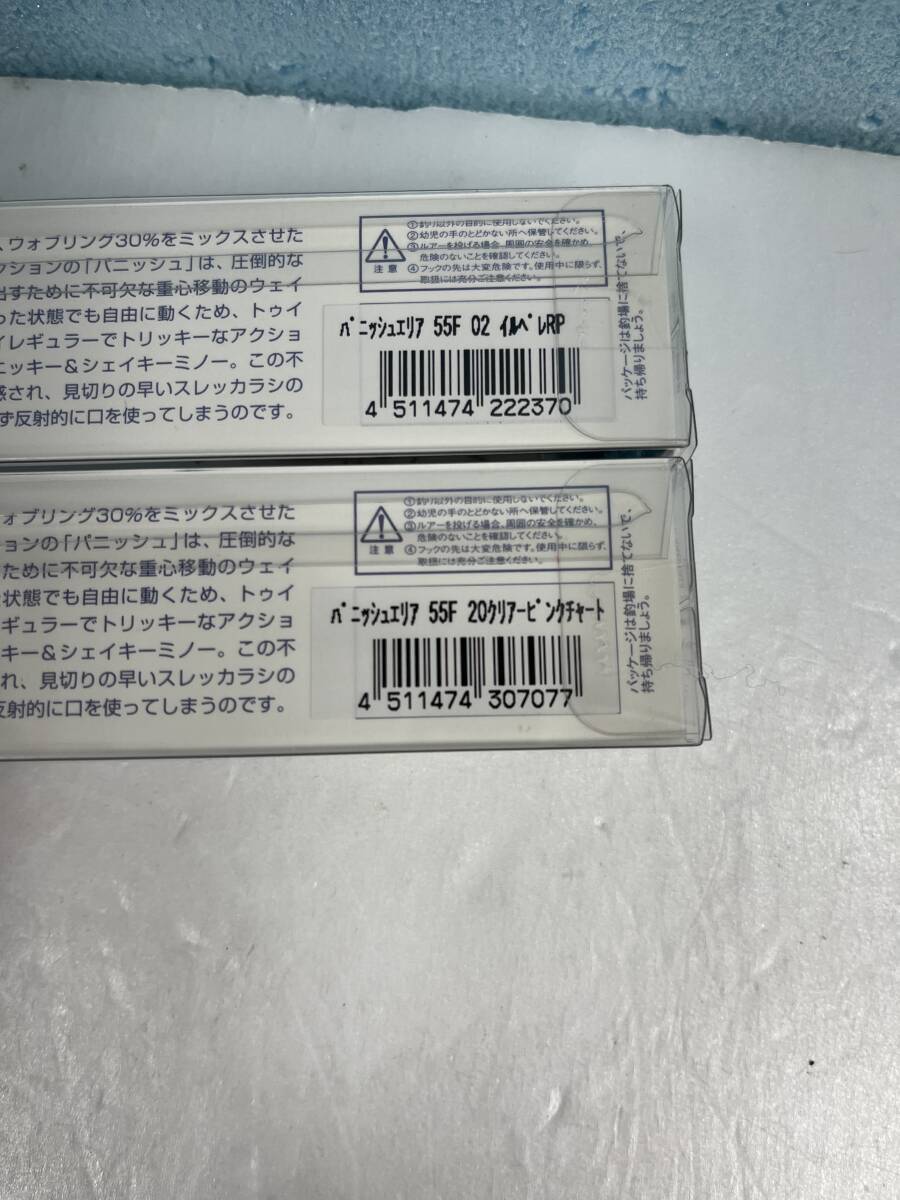 、ウォブリング30%をミックスさせた
クションの「パニッシュ」は、圧倒的な
出すために不可欠な重心移動のウェイ
った状態でも自由に動くため、トゥイ
イレギュラーでトリッキーなアクショ
ニッキー&シェイキーミノー。この不
惑され、見切りの早いスレッカラシの
ず反射的に口を使ってしまうのです。
①釣り以外の目的に使用しないでください。
②幼児の手のとどかない所へ保管してください。
③ルアーを投げる場合、周囲の安全を確かめ、
危険のないことを確認してください。
④フックの先は大変危険です。使用中に限らず、
取扱には充分ご注意ください。
注意
ﾊﾟﾆｯｼｭエリア 55F 02 ｲﾙﾍﾟﾚRP
4 511474 222370
パッケージは釣場に捨てないで、
持ち帰りましょう。
ォブリング30%をミックスさせた
ションの「パニッシュ」は、圧倒的な
ために不可欠な重心移動のウェイ
状態でも自由に動くため、トゥイ
ギュラーでトリッキーなアクショ
キー&シェイキーミノー。この不
れ、見切りの早いスレッカラシの
反射的に口を使ってしまうのです。
①釣り以外の目的に使用しないでください。
②幼児の手のとどかない所へ保管してください。
③ルアーを投げる場合、周囲の安全を確かめ、
危険のないことを確認してください。
④フックの先は大変危険です。使用中に限らず、
取扱には充分ご注意ください。
注意
ﾊﾟﾆｯｼｭエリア 55F 20ｸﾘｱｰﾋﾟﾝｸﾁｬｰﾄ
4 511474 307077
パッケージは釣場に捨てないで、
持ち帰りましょう。